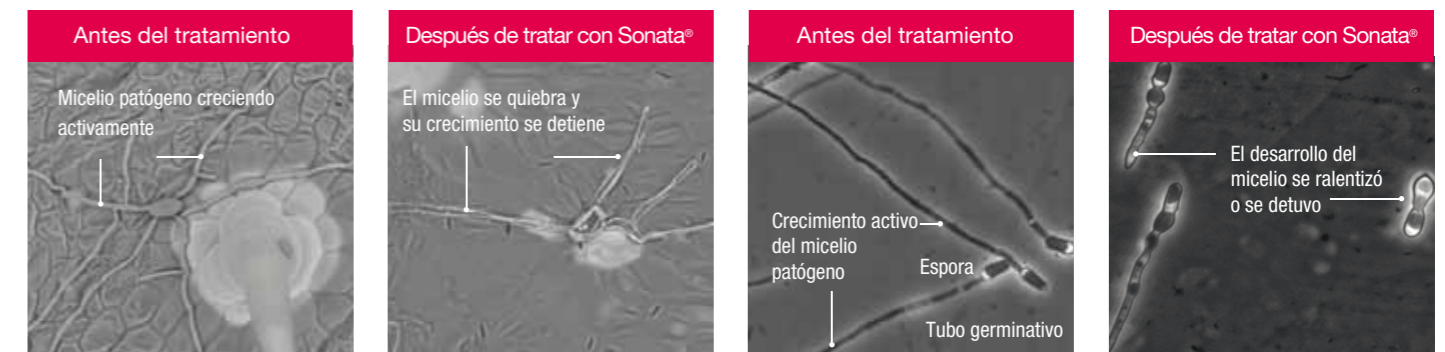 Antes del tratamiento
Micelio patógeno creciendo
activamente
Después de tratar con Sonata®
El micelio se quiebra y
su crecimiento se detiene
Antes del tratamiento
Crecimiento activo
del micelio
patógeno
Espora
Tubo germinativo
Después de tratar con Sonata®
El desarrollo del
micelio se ralentizó
o se detuvo